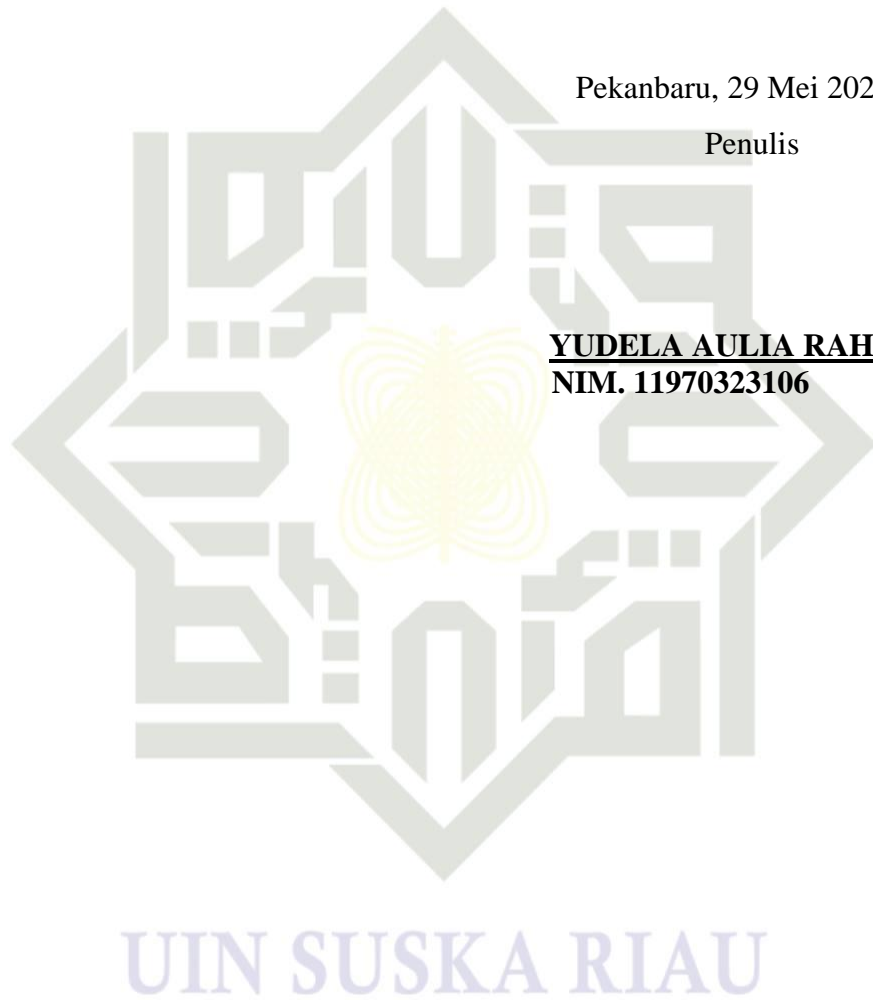 Pekanbaru, 29 Mei 202
Penulis
YUDELA AULIA RAH
NIM. 11970323106
UIN SUSKA RIAU